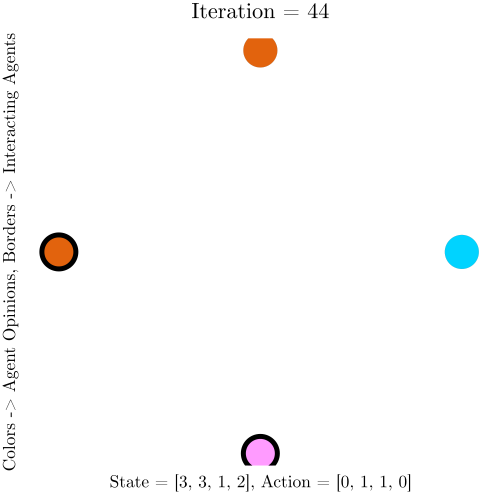 Iteration = 44
Colors -> Agent Opinions, Borders -> Interacting Agents
State = [3, 3, 1, 2], Action = [0, 1, 1, 0]